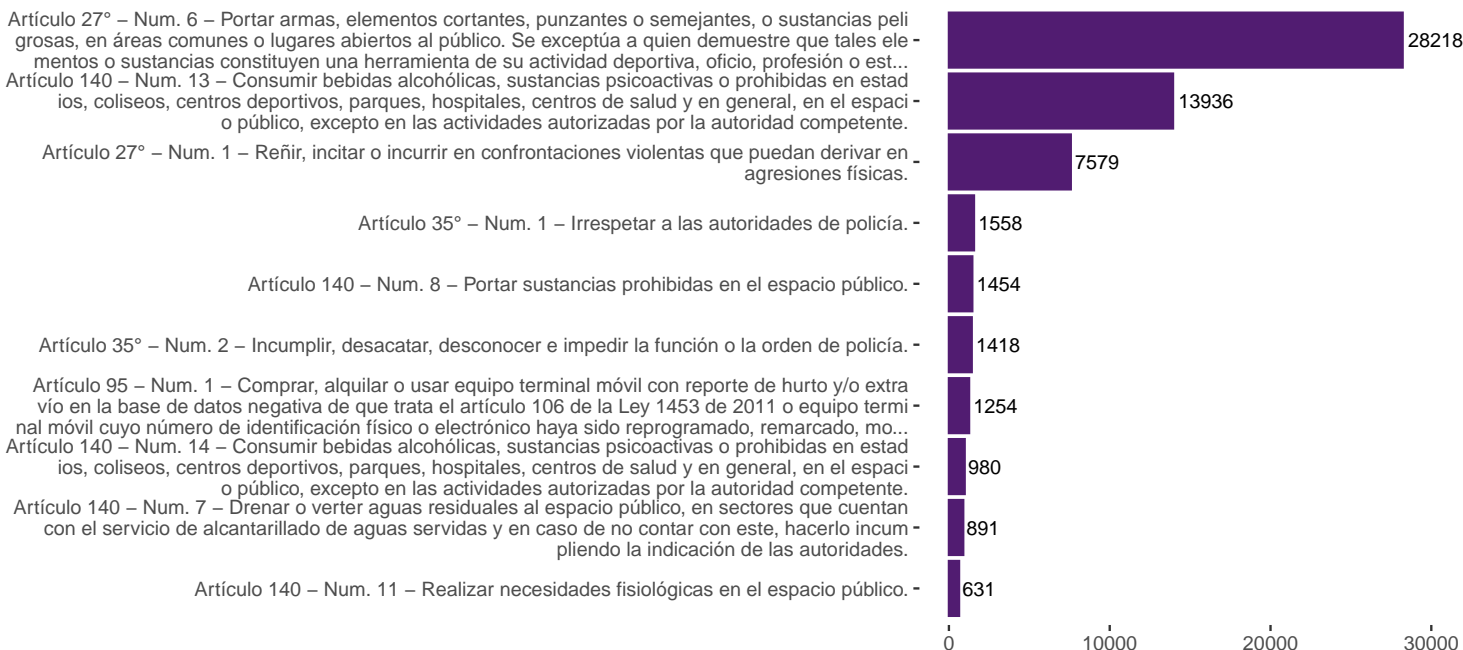 Artículo 27° – Num. 6 – Portar armas, elementos cortantes, punzantes o semejantes, o sustancias peli
grosas, en áreas comunes o lugares abiertos al público. Se exceptúa a quien demuestre que tales ele
mentos o sustancias constituyen una herramienta de su actividad deportiva, oficio, profesión o est...
28218
Artículo 140 – Num. 13 – Consumir bebidas alcohólicas, sustancias psicoactivas o prohibidas en estad
ios, coliseos, centros deportivos, parques, hospitales, centros de salud y en general, en el espaci
o público, excepto en las actividades autorizadas por la autoridad competente.
13936
Artículo 27° – Num. 1 – Reñir, incitar o incurrir en confrontaciones violentas que puedan derivar en
agresiones físicas.
7579
Artículo 35° – Num. 1 – Irrespetar a las autoridades de policía.
1558
Artículo 140 – Num. 8 – Portar sustancias prohibidas en el espacio público.
1454
Artículo 35° – Num. 2 – Incumplir, desacatar, desconocer e impedir la función o la orden de policía.
1418
Artículo 95 – Num. 1 – Comprar, alquilar o usar equipo terminal móvil con reporte de hurto y/o extra
vío en la base de datos negativa de que trata el artículo 106 de la Ley 1453 de 2011 o equipo termi
nal móvil cuyo número de identificación físico o electrónico haya sido reprogramado, remarcado, mo...
1254
Artículo 140 – Num. 14 – Consumir bebidas alcohólicas, sustancias psicoactivas o prohibidas en estad
ios, coliseos, centros deportivos, parques, hospitales, centros de salud y en general, en el espaci
o público, excepto en las actividades autorizadas por la autoridad competente.
980
Artículo 140 – Num. 7 – Drenar o verter aguas residuales al espacio público, en sectores que cuentan
con el servicio de alcantarillado de aguas servidas y en caso de no contar con este, hacerlo incum
pliendo la indicación de las autoridades.
891
Artículo 140 – Num. 11 – Realizar necesidades fisiológicas en el espacio público.
631
0 10000 20000 30000